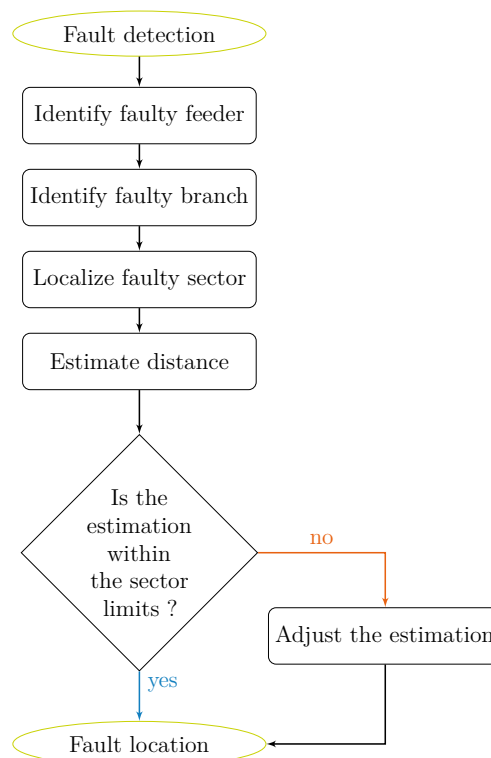 Fault detection
Identify faulty feeder
Identify faulty branch
Localize faulty sector
Estimate distance
Is the
estimation
within
the sector
limits ?
no
Adjust the estimation
yes
Fault location